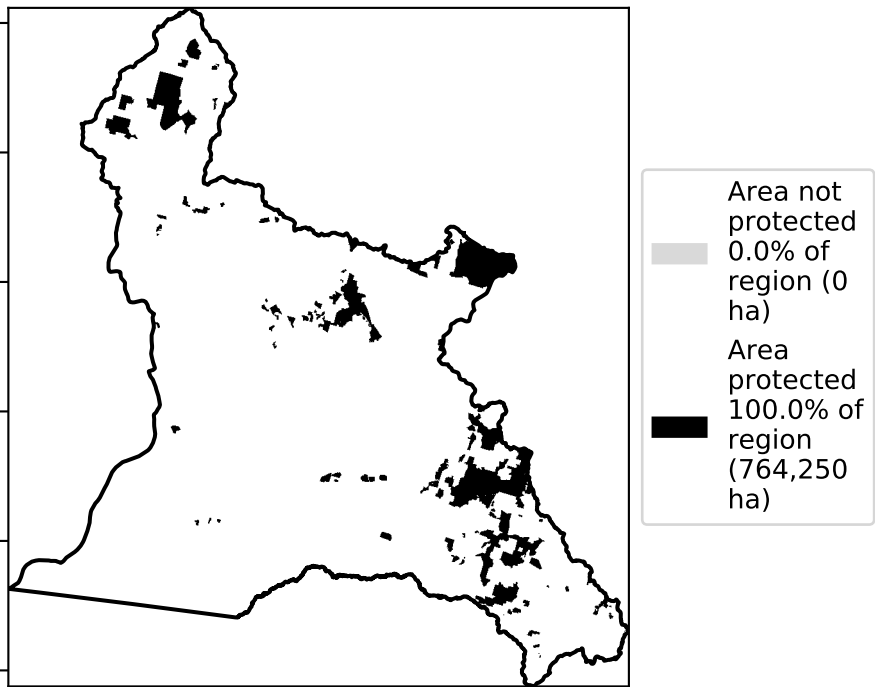 Area not
protected
0.0% of
region (0
ha)
Area
protected
100.0% of
region
(764,250
ha)